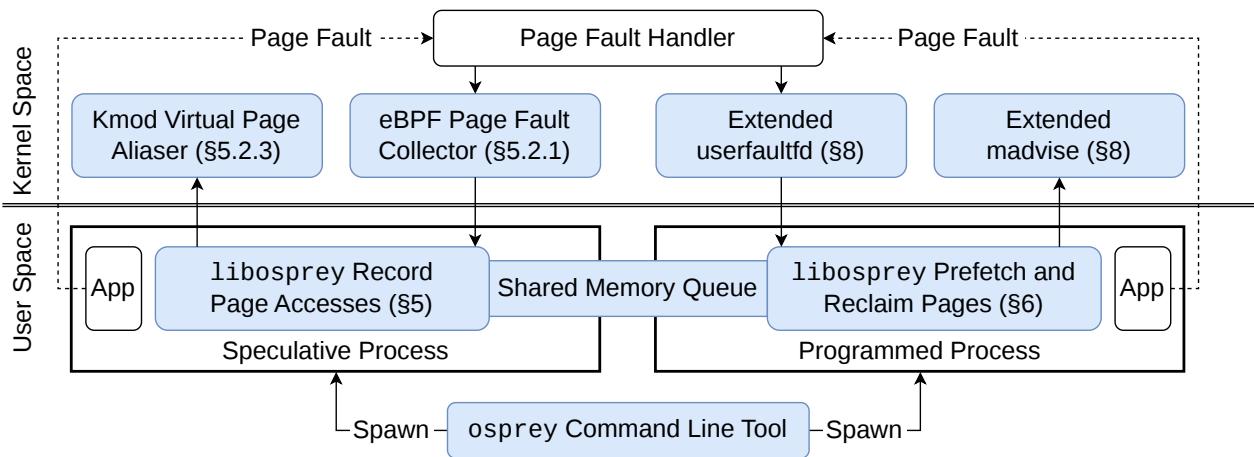 Page Fault
Page Fault Handler
Page Fault
Kernel Space
Kmod Virtual Page
Aliaser (§5.2.3)
eBPF Page Fault
Collector (§5.2.1)
Extended
userfaultfd (§8)
Extended
madvise (§8)
User Space
App
libosprey Record
Page Accesses (§5)
Shared Memory Queue
libosprey Prefetch and
Reclaim Pages (§6)
App
Speculative Process
Programmed Process
Spawn
osprey Command Line Tool
Spawn